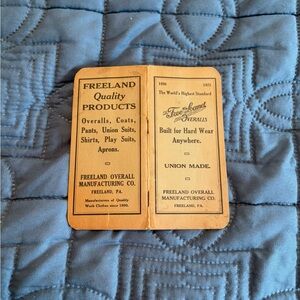 FREELAND
Quality
PRODUCTS
Overalls, Coats,
Pants, Union Suits,
Shirts, Play Suits,
Aprons.
FREELAND OVERALL
MANUFACTURING CO.
FREELAND, PA.
Manufacturers of Quality
Work Clothes since 1890.
The World's Highest Standard
OVERALLS
Built for Hard Wear
Anywhere.
UNION MADE.
FREELAND OVERALL
MANUFACTURING CO.
FREELAND, PA.